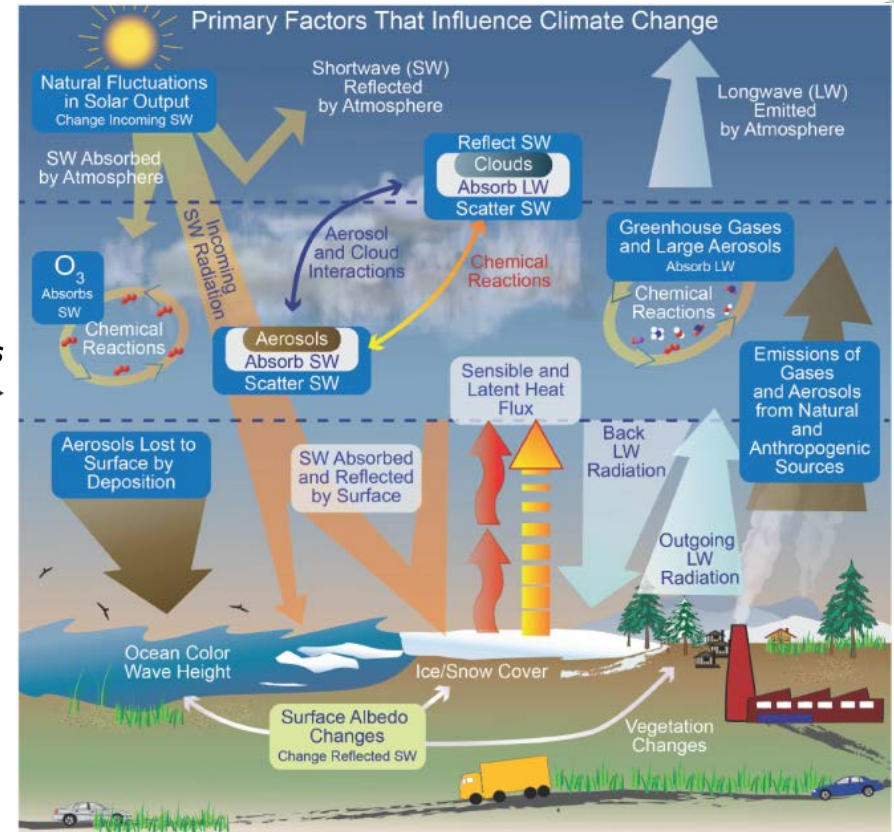 Primary Factors That Influence Climate Change
Natural Fluctuations
in Solar Output
Change Incoming SW
Shortwave (SW)
Reflected
by Atmosphere
Longwave (LW)
Emitted
by Atmosphere
SW Absorbed
by Atmosphere
Reflect SW
Clouds
Absorb LW
Scatter SW
Incoming
SW Radiation
Aerosol
and Cloud
Interactions
Chemical
Reactions
Greenhouse Gases
and Large Aerosols
Absorb LW
Chemical
Reactions
O3
Absorbs
SW
Chemical
Reactions
Aerosols
Absorb SW
Scatter SW
s
Sensible and
Latent Heat
Flux
Emissions of
Gases
and Aerosols
from Natural
and
Anthropogenic
Sources
Aerosols Lost to
Surface by
Deposition
SW Absorbed
and Reflected
by Surface
Back
LW
Radiation
Outgoing
LW
Radiation
Ocean Color
Wave Height
Ice/Snow Cover
Surface Albedo
Changes
Change Reflected SW
Vegetation
Changes